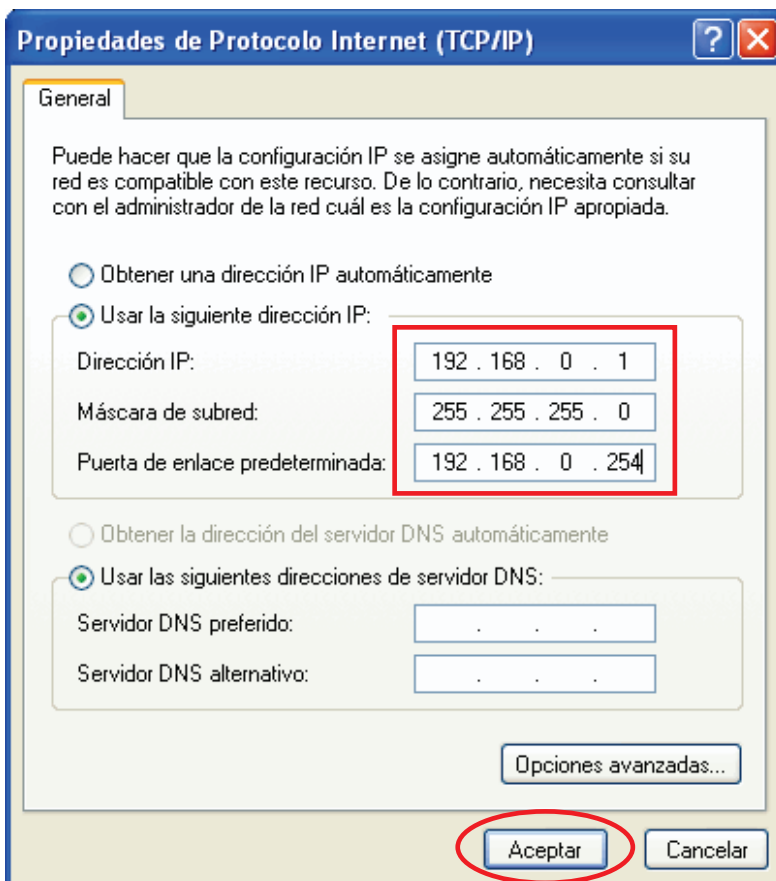 Propiedades de Protocolo Internet (TCP/IP)
General
Puede hacer que la configuración IP se asigne automáticamente si su
red es compatible con este recurso. De lo contrario, necesita consultar
con el administrador de la red cuál es la configuración IP apropiada.
Obtener una dirección IP automáticamente
Usar la siguiente dirección IP:
Dirección IP: 192 . 168 . 0 . 1
Máscara de subred: 255 . 255 . 255 . 0
Puerta de enlace predeterminada: 192 . 168 . 0 . 254
Obtener la dirección del servidor DNS automáticamente
Usar las siguientes direcciones de servidor DNS:
Servidor DNS preferido: . . .
Servidor DNS alternativo: . . .
Opciones avanzadas...
Aceptar Cancelar